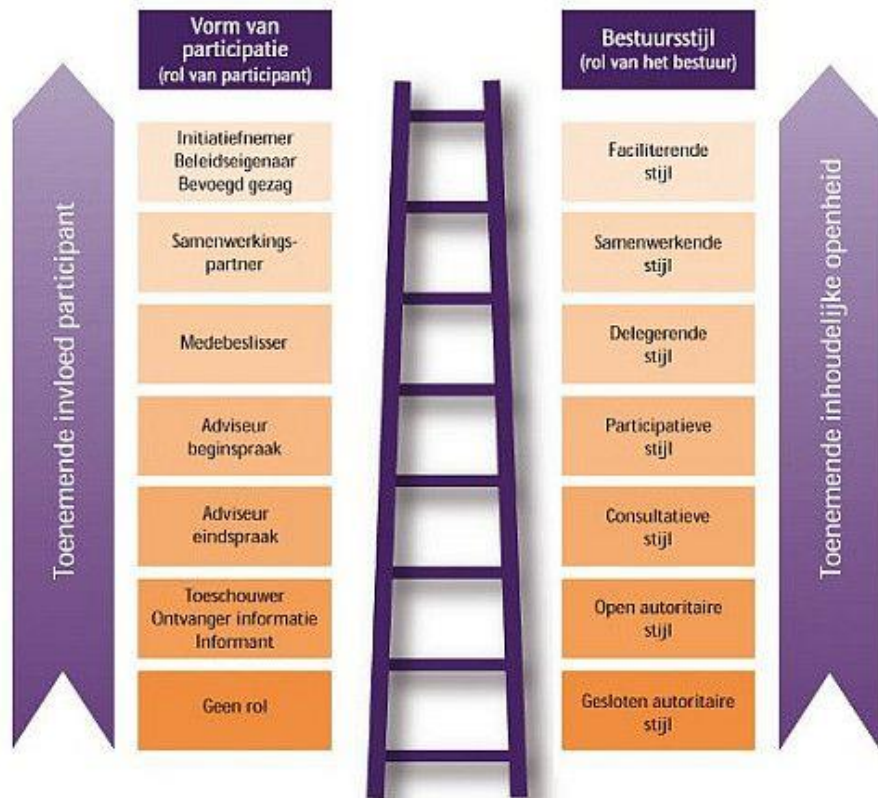 Vorm van
participatie
(rol van participant)
Bestuursstijl
(rol van het bestuur)
Toenemende invloed participant
Initiatiefnemer
Beleidseigenaar
Bevoegd gezag
Faciliterende
stijl
Samenwerkings-
partner
Samenwerkende
stijl
Medebeslisser
Delegerende
stijl
Adviseur
beginspraak
Participatieve
stijl
Adviseur
eindspraak
Consultatieve
stijl
Toeschouwer
Ontvanger informatie
Informant
Open autoritaire
stijl
Geen rol
Gesloten autoritaire
stijl
Toenemende inhoudelijke openheid